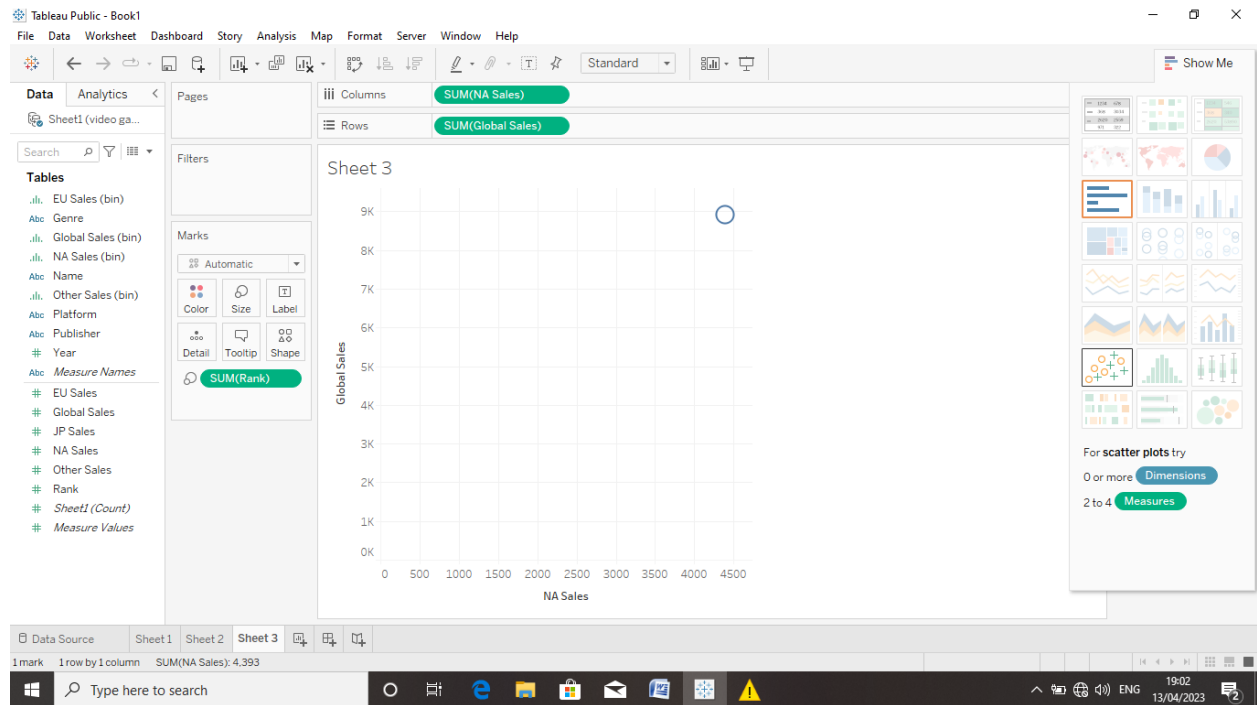 Tableau Public - Book1
File Data Worksheet Dashboard Story Analysis Map Format Server Window Help
Standard
Show Me
Data Analytics
Sheet1 (video ga...
Search
Tables
EU Sales (bin)
Abc Genre
Global Sales (bin)
NA Sales (bin)
Abc Name
Other Sales (bin)
Abc Platform
Abc Publisher
# Year
Abc Measure Names
# EU Sales
# Global Sales
# JP Sales
# NA Sales
# Other Sales
# Rank
# Sheet1 (Count)
# Measure Values
Pages
Filters
Marks
Automatic
Color Size Label
Detail Tooltip Shape
SUM(Rank)
Columns SUM(NA Sales)
Rows SUM(Global Sales)
Sheet 3
9K
8K
7K
6K
5K
4K
3K
2K
1K
0K
Global Sales
0 500 1000 1500 2000 2500 3000 3500 4000 4500
NA Sales
For scatter plots try
0 or more Dimensions
2 to 4 Measures
Data Source Sheet 1 Sheet 2 Sheet 3
1 mark 1 row by 1 column SUM(NA Sales): 4,393
Type here to search
ENG
19:02
13/04/2023
2